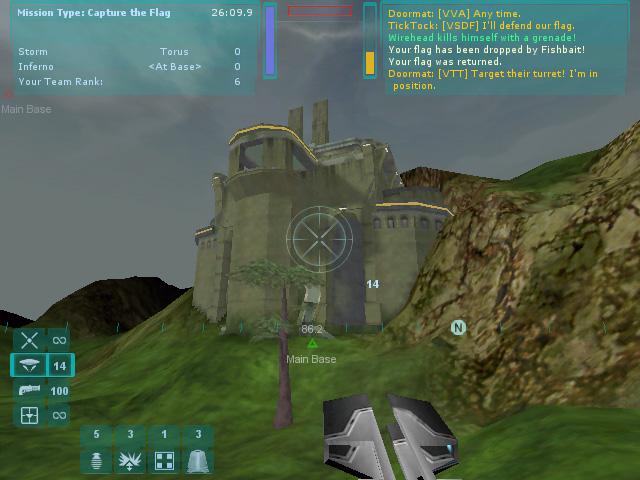 Mission Type: Capture the Flag 26:09.9
Storm Torus 0
Inferno <At Base> 0
Your Team Rank: 6
Doormat: [VVA] Any time.
TickTock: [VSDF] I'll defend our flag.
Wirehead kills himself with a grenade!
Your flag has been dropped by Fishbait!
Your flag was returned.
Doormat: [VTT] Target their turret! I'm in
position.
Main Base
14
N
86.2
Main Base
∞
14
100
∞
5 3 1 3